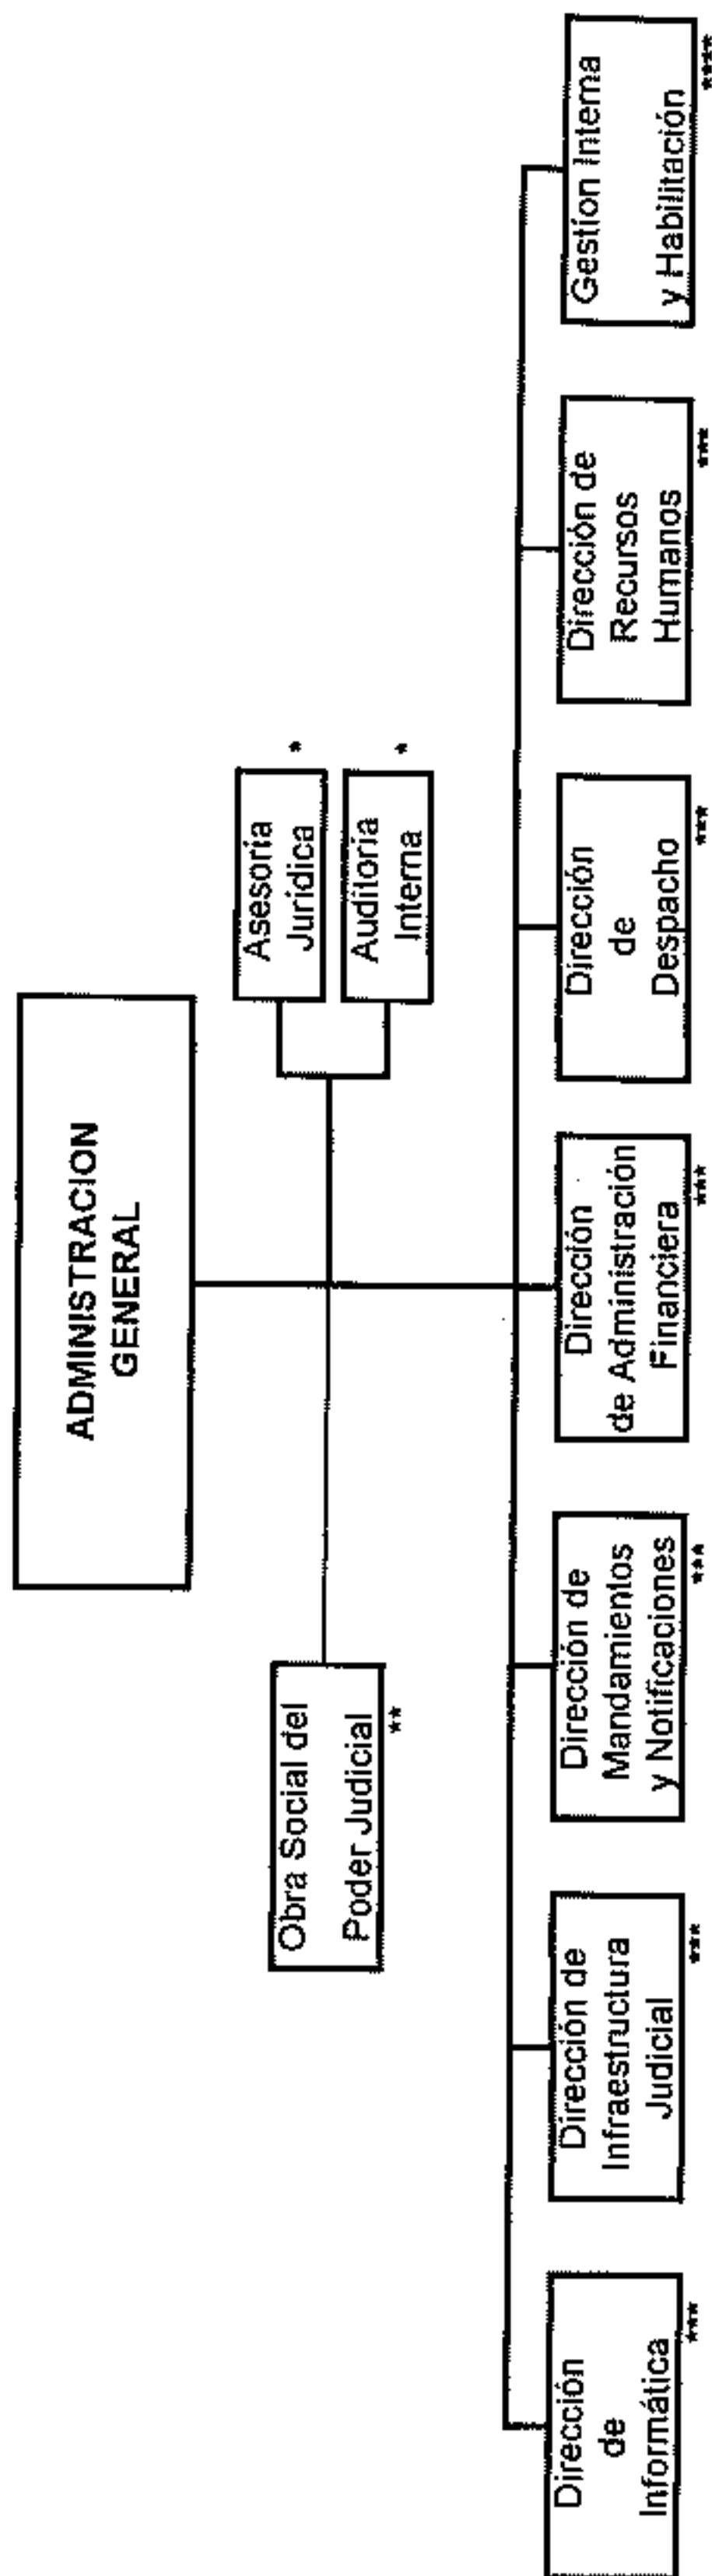 ADMINISTRACION
GENERAL
Asesoría
Jurídica
*
Auditoría
Interna
*
Obra Social del
Poder Judicial
**
Dirección
de
Informática
***
Dirección de
Infraestructura
Judicial
***
Dirección de
Mandamientos
y Notificaciones
***
Dirección
de Administración
Financiera
***
Dirección
de
Despacho
***
Dirección de
Recursos
Humanos
***
Gestión Interna
y Habilitación
****